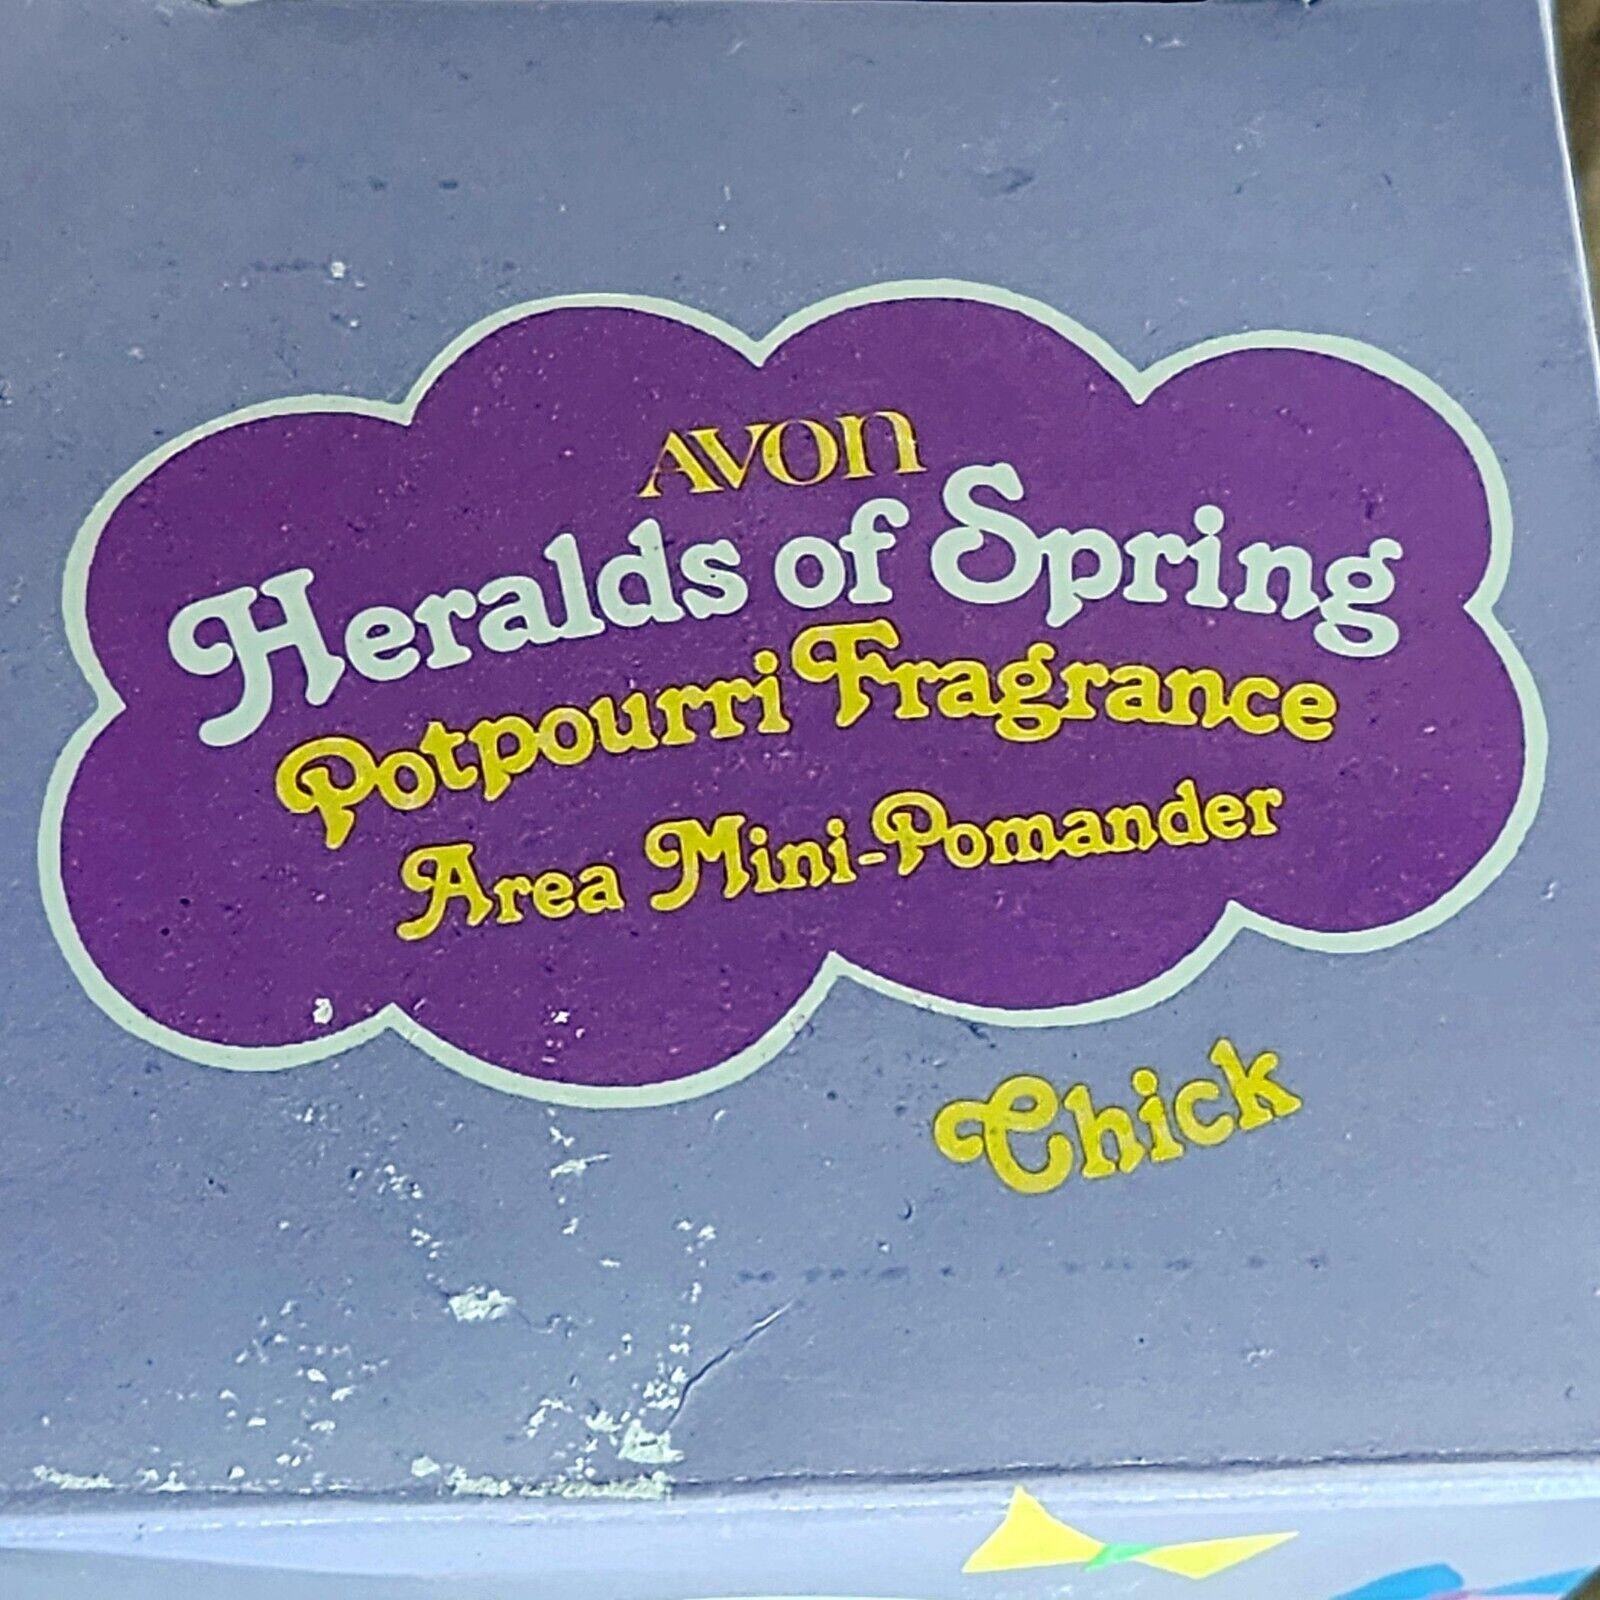 AVON
Heralds of Spring
Potpourri Fragrance
Area Mini-Pomander
Chick